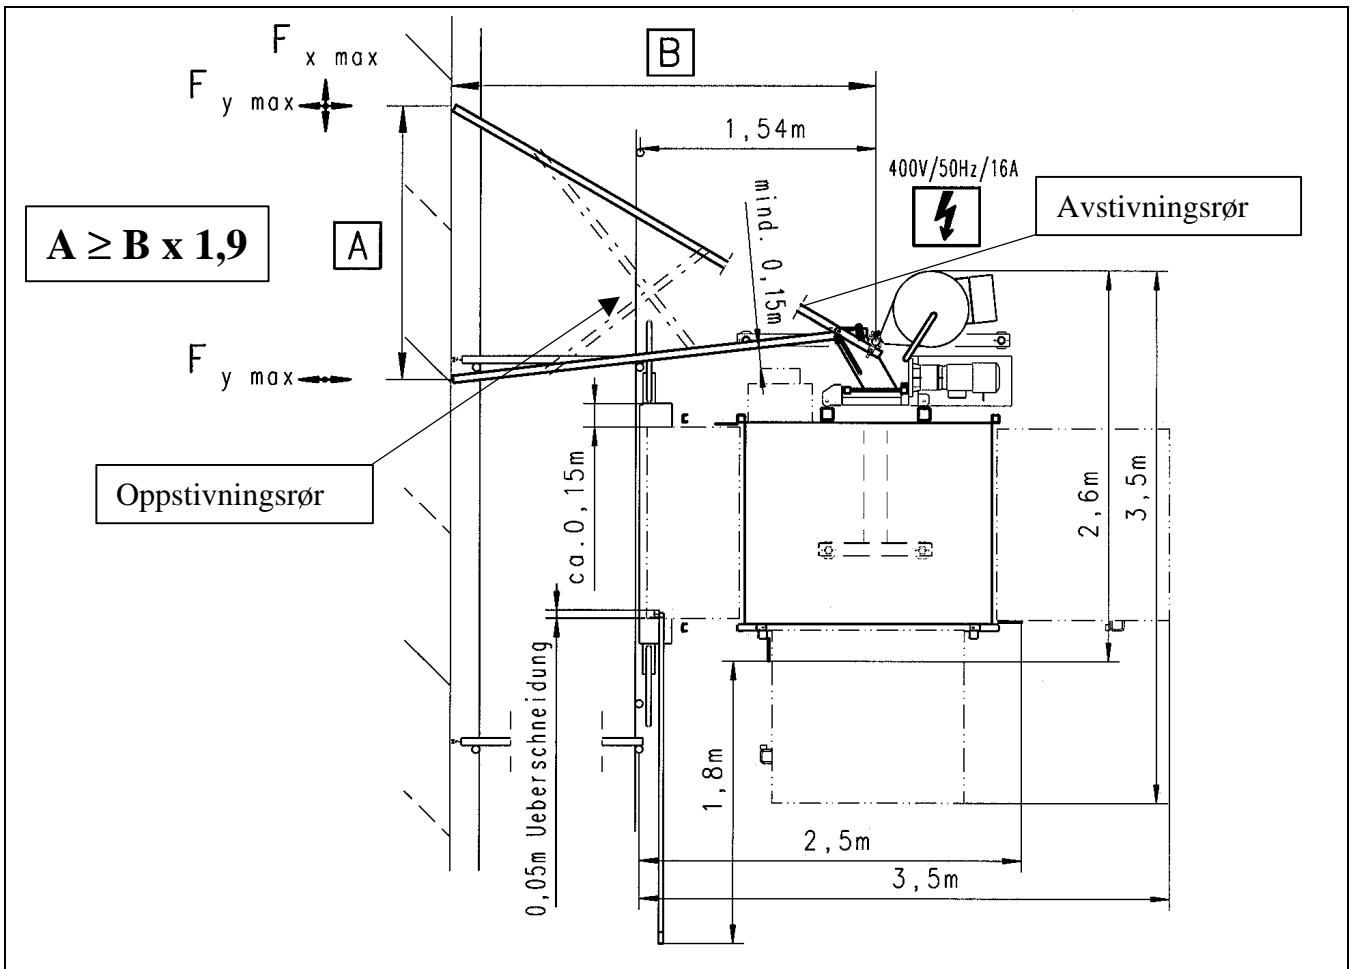 F x max
B
F y max
1,54m
400V/50Hz/16A
mind. 0,15m
Avstivningsrør
A ≥ B x 1,9
A
F y max
Oppstivningsrør
ca.0,15m
2,6m
3,5m
0,05m Ueberschneidung
1,8m
2,5m
3,5m